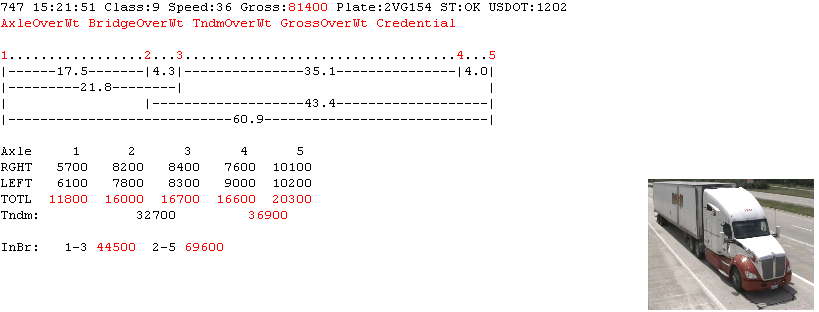 747 15:21:51 Class:9 Speed:36 Gross:81400 Plate:2VG154 ST:OK USDOT:1202
AxleOverWt BridgeOverWt TndmOverWt GrossOverWt Credential
1.................2...3..................................4...5
|------17.5-------|4.3|---------------35.1---------------|4.0|
|---------21.8--------|                                      |
|                 |-------------------43.4-------------------|
|----------------------------60.9----------------------------|
Axle 1 2 3 4 5
RGHT 5700 8200 8400 7600 10100
LEFT 6100 7800 8300 9000 10200
TOTL 11800 16000 16700 16600 20300
Tndm: 32700 36900
InBr: 1-3 44500 2-5 69600